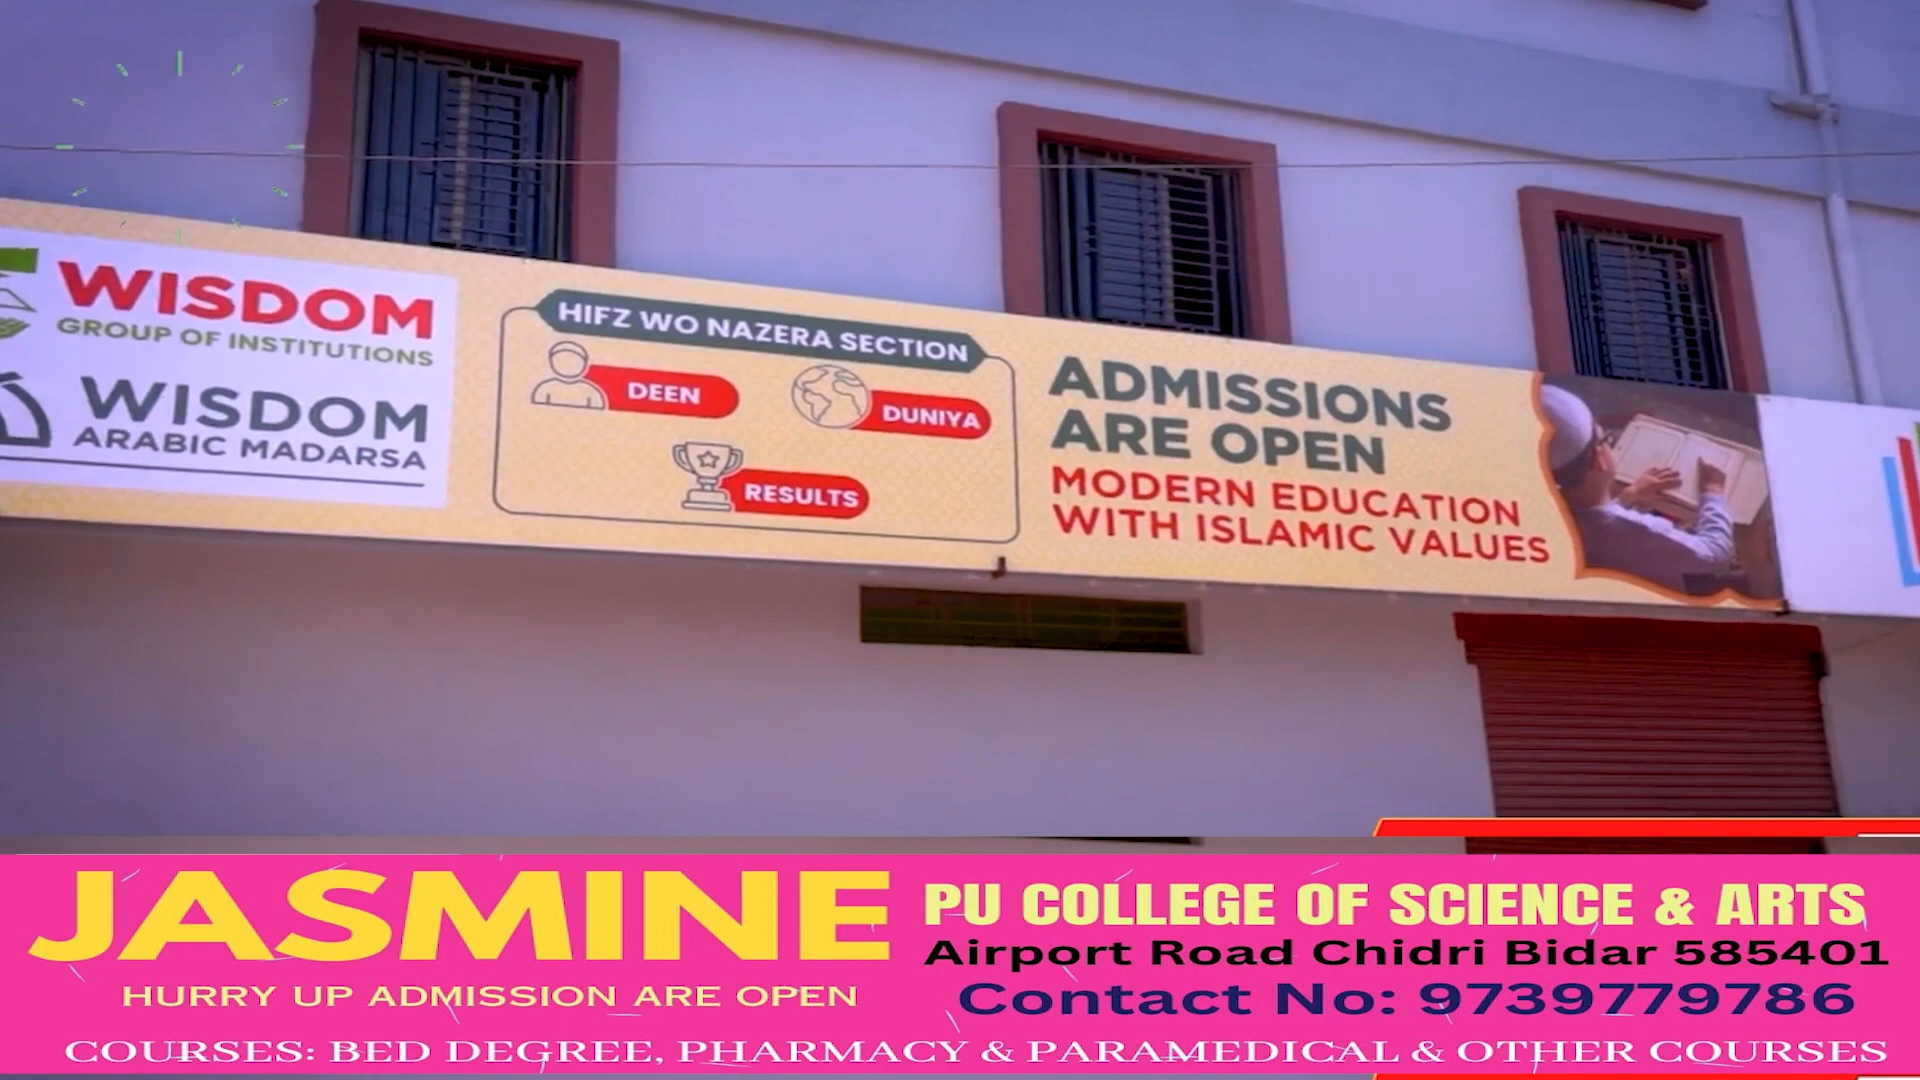 WISDOM
GROUP OF INSTITUTIONS
WISDOM
ARABIC MADARSA
HIFZ WO NAZERA SECTION
DEEN
DUNIYA
RESULTS
ADMISSIONS
ARE OPEN
MODERN EDUCATION
WITH ISLAMIC VALUES
JASMINE
HURRY UP ADMISSION ARE OPEN
PU COLLEGE OF SCIENCE & ARTS
Airport Road Chidri Bidar 585401
Contact No: 9739779786
COURSES: BED DEGREE, PHARMACY & PARAMEDICAL & OTHER COURSES